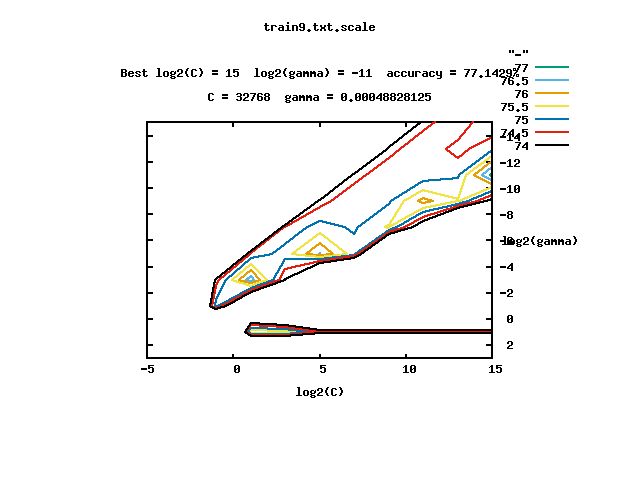 train9.txt.scale
"-"
Best log2(C) = 15 log2(gamma) = -11 accuracy = 77.1429%
C = 32768 gamma = 0.00048828125
77
76.5
76
75.5
75
74.5
74
-14
-12
-10
-8
-6
-4
-2
0
2
log2(gamma)
-5 0 5 10 15
log2(C)